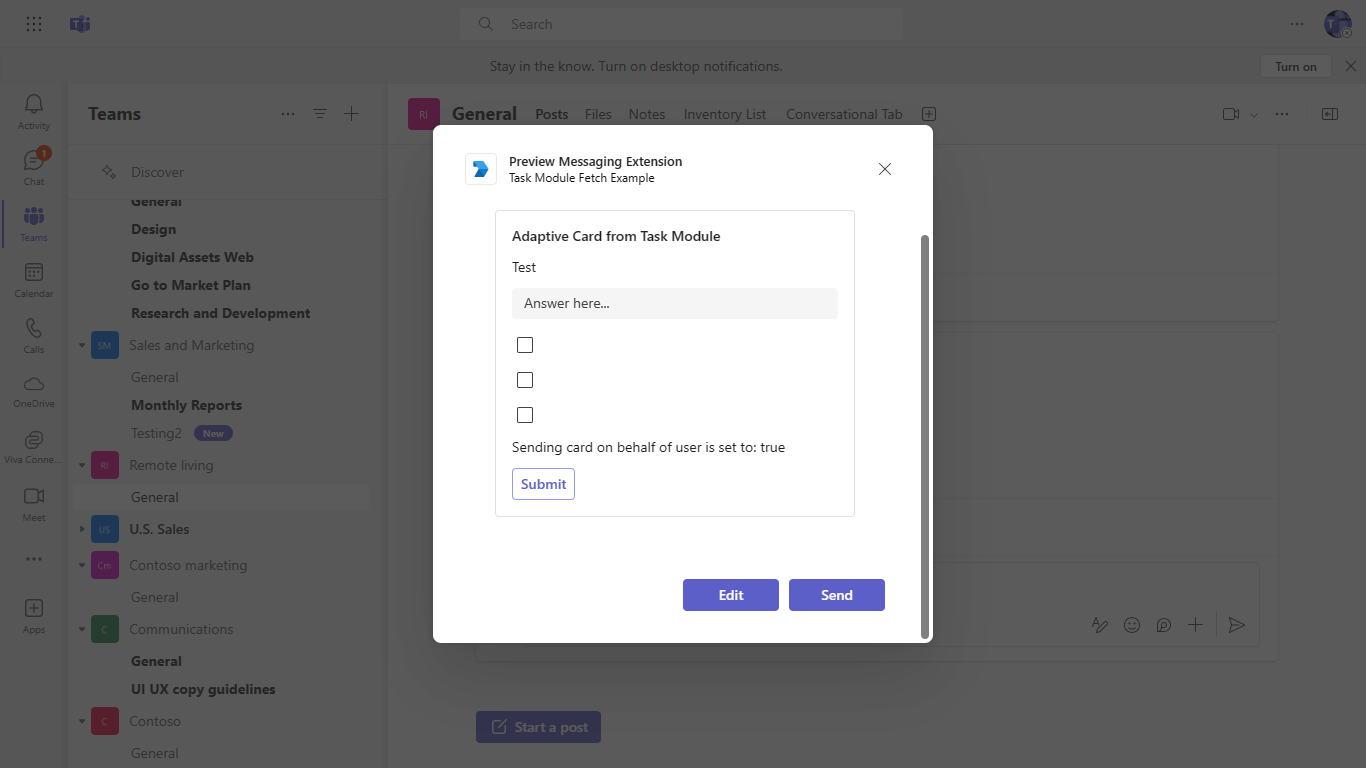 Search
Stay in the know. Turn on desktop notifications.
Turn on
Activity
Chat
1
Teams
Calendar
Calls
OneDrive
Viva Conne...
Meet
Apps
Teams
Discover
General
Design
Digital Assets Web
Go to Market Plan
Research and Development
SM Sales and Marketing
General
Monthly Reports
Testing2 New
RI Remote living
General
US U.S. Sales
Cm Contoso marketing
General
C Communications
General
UI UX copy guidelines
C Contoso
General
RI General Posts Files Notes Inventory List Conversational Tab
Preview Messaging Extension
Task Module Fetch Example
Adaptive Card from Task Module
Test
Answer here...
Sending card on behalf of user is set to: true
Submit
Edit Send
Start a post